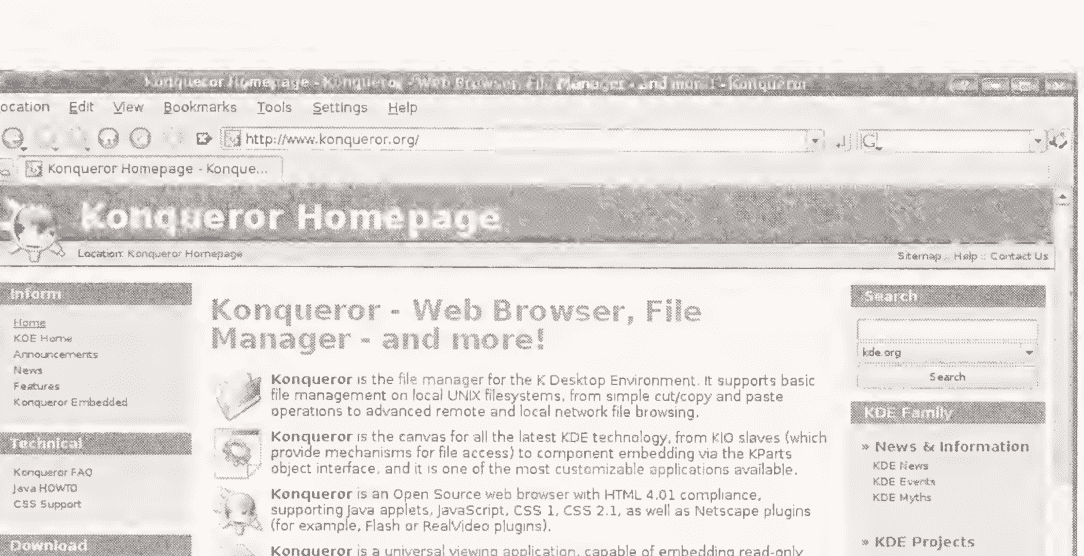 Konqueror Homepage - Konqueror, - Web Browser, File Manager - and more! - Konqueror
ocation Edit View Bookmarks Tools Settings Help
http://www.konqueror.org/
G
Konqueror Homepage - Konque...
Konqueror Homepage
Location: Konqueror Homepage
Sitemap :: Help :: Contact Us
Inform
Home
KDE Home
Announcements
News
Features
Konqueror Embedded
Technical
Konqueror FAQ
Java HOWTO
CSS Support
Download
Konqueror - Web Browser, File
Manager - and more!
Konqueror is the file manager for the K Desktop Environment. It supports basic
file management on local UNIX filesystems, from simple cut/copy and paste
operations to advanced remote and local network file browsing.
Konqueror is the canvas for all the latest KDE technology, from KIO slaves (which
provide mechanisms for file access) to component embedding via the KParts
object interface, and it is one of the most customizable applications available.
Konqueror is an Open Source web browser with HTML 4.01 compliance,
supporting Java applets, JavaScript, CSS 1, CSS 2.1, as well as Netscape plugins
(for example, Flash or RealVideo plugins).
Konqueror is a universal viewing application, capable of embedding read-only
Search
kde.org
Search
KDE Family
» News & Information
KDE News
KDE Events
KDE Myths
» KDE Projects